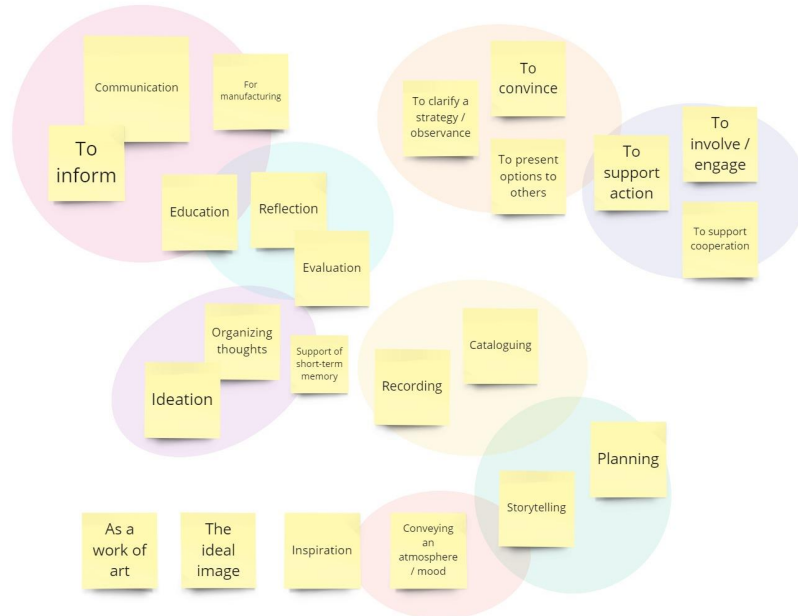 Communication
For
manufacturing
To
inform
Education
Reflection
Evaluation
To clarify a
strategy /
observance
To
convince
To present
options to
others
To
support
action
To
involve /
engage
To support
cooperation
Organizing
thoughts
Ideation
Support of
short-term
memory
Recording
Cataloguing
Planning
Storytelling
As a
work of
art
The
ideal
image
Inspiration
Conveying
an
atmosphere
/ mood